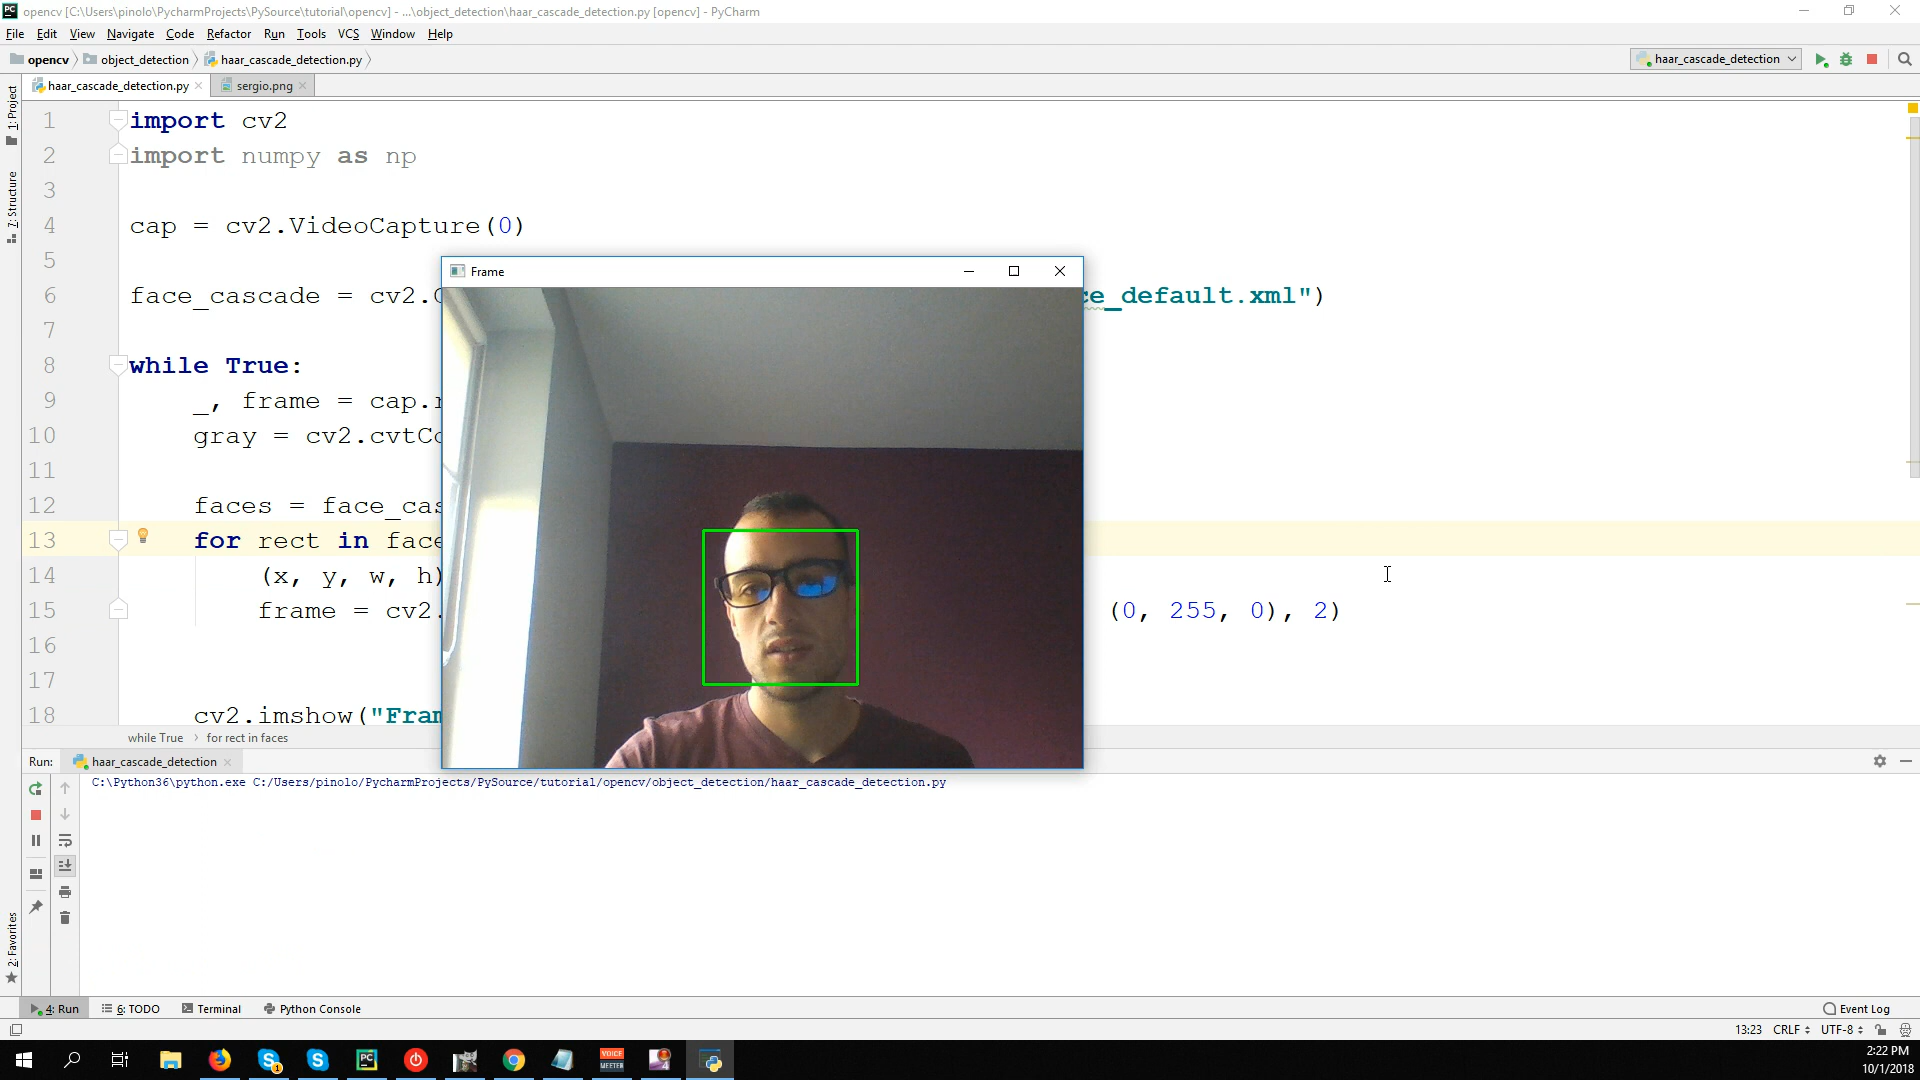 opencv [C:\Users\pinolo\PycharmProjects\PySource\tutorial\opencv] - ...\object_detection\haar_cascade_detection.py [opencv] - PyCharm
File Edit View Navigate Code Refactor Run Tools VCS Window Help
opencv object_detection haar_cascade_detection.py haar_cascade_detection
haar_cascade_detection.py sergio.png
1: Project
7: Structure
2: Favorites
1 import cv2
2 import numpy as np
3
4 cap = cv2.VideoCapture(0)
5
6 face_cascade = cv2. ce_default.xml")
7
8 while True:
9 _, frame = cap.
10 gray = cv2.cvtCo
11
12 faces = face_cas
13 for rect in face
14 (x, y, w, h)
15 frame = cv2. (0, 255, 0), 2)
16
17
18 cv2.imshow("Fram
Frame
while True for rect in faces
Run: haar_cascade_detection
C:\Python36\python.exe C:/Users/pinolo/PycharmProjects/PySource/tutorial/opencv/object_detection/haar_cascade_detection.py
4: Run 6: TODO Terminal Python Console Event Log
13:23 CRLF UTF-8
VOICE
MEETER
2:22 PM
10/1/2018